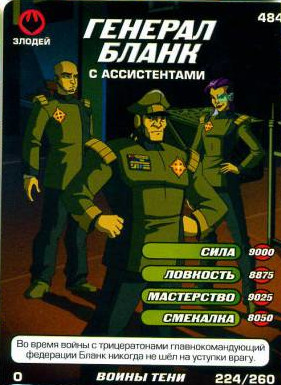 484
ЗЛОДЕЙ
ГЕНЕРАЛ
БЛАНК
С АССИСТЕНТАМИ
СИЛА 9000
ЛОВКОСТЬ 8875
МАСТЕРСТВО 9025
СМЕКАЛКА 8050
Во время войны с трицератонами главнокомандующий
федерации Бланк никогда не шёл на уступки врагу.
0 ВОИНЫ ТЕНИ 224/260